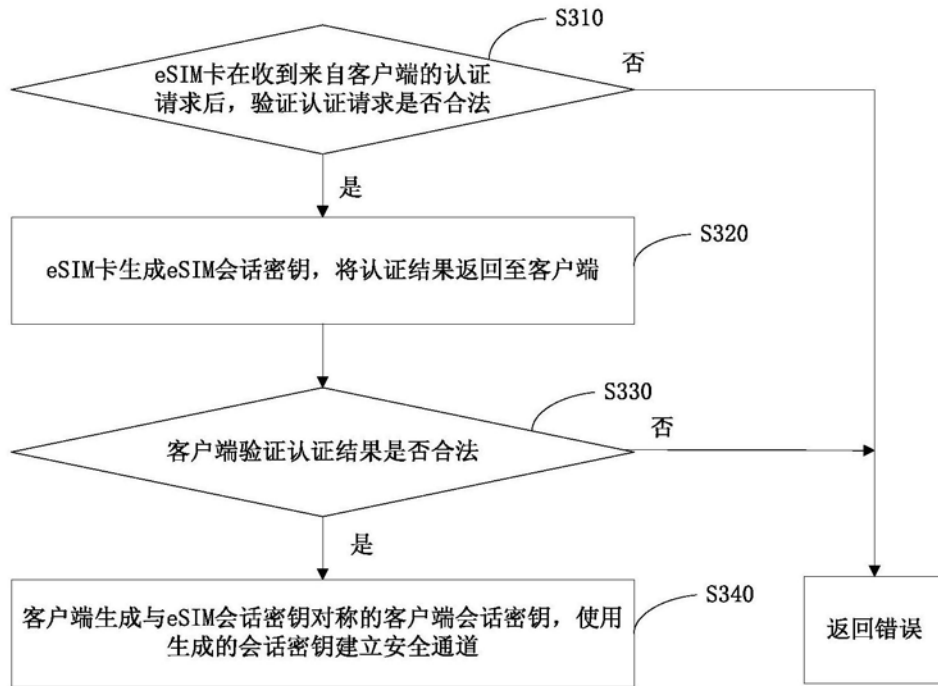 S310
eSIM卡在收到来自客户端的认证
请求后，验证认证请求是否合法
否
是
S320
eSIM卡生成eSIM会话密钥，将认证结果返回至客户端
S330
客户端验证认证结果是否合法
否
是
S340
客户端生成与eSIM会话密钥对称的客户端会话密钥，使用
生成的会话密钥建立安全通道
返回错误